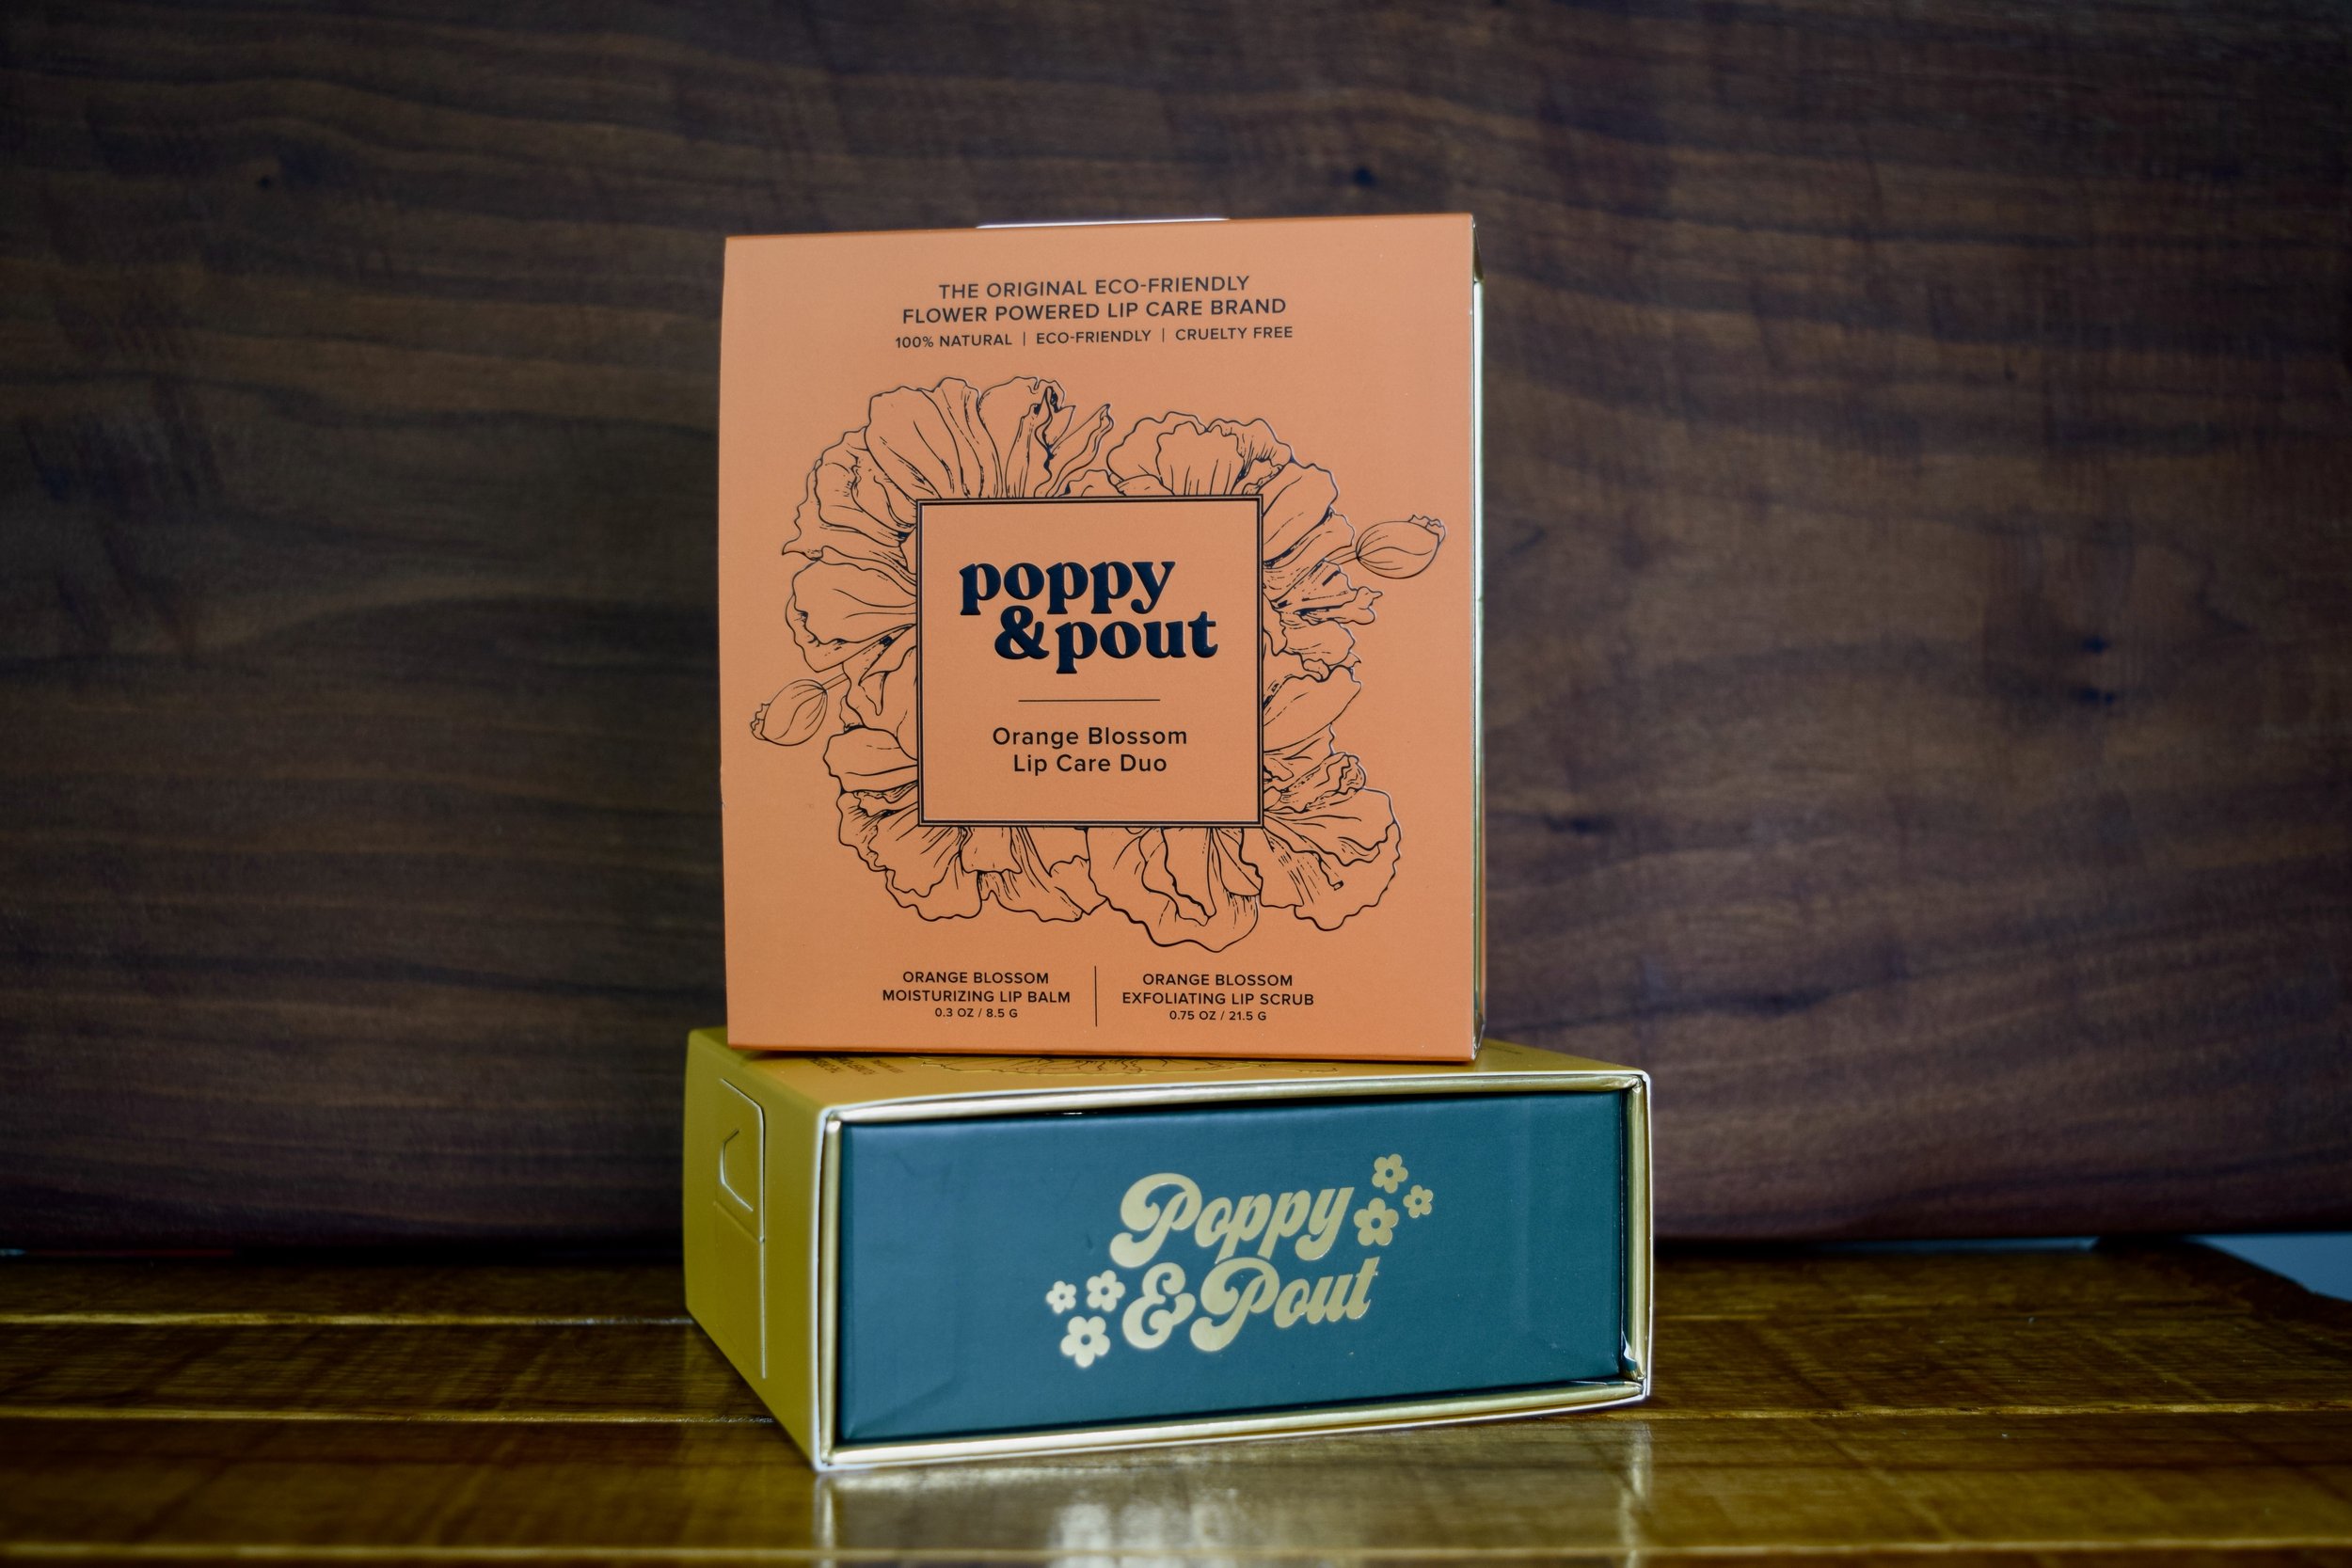 THE ORIGINAL ECO-FRIENDLY
FLOWER POWERED LIP CARE BRAND
100% NATURAL | ECO-FRIENDLY | CRUELTY FREE
poppy
&pout
Orange Blossom
Lip Care Duo
ORANGE BLOSSOM
MOISTURIZING LIP BALM
0.3 OZ / 8.5 G
ORANGE BLOSSOM
EXFOLIATING LIP SCRUB
0.75 OZ / 21.5 G
Poppy
&Pout